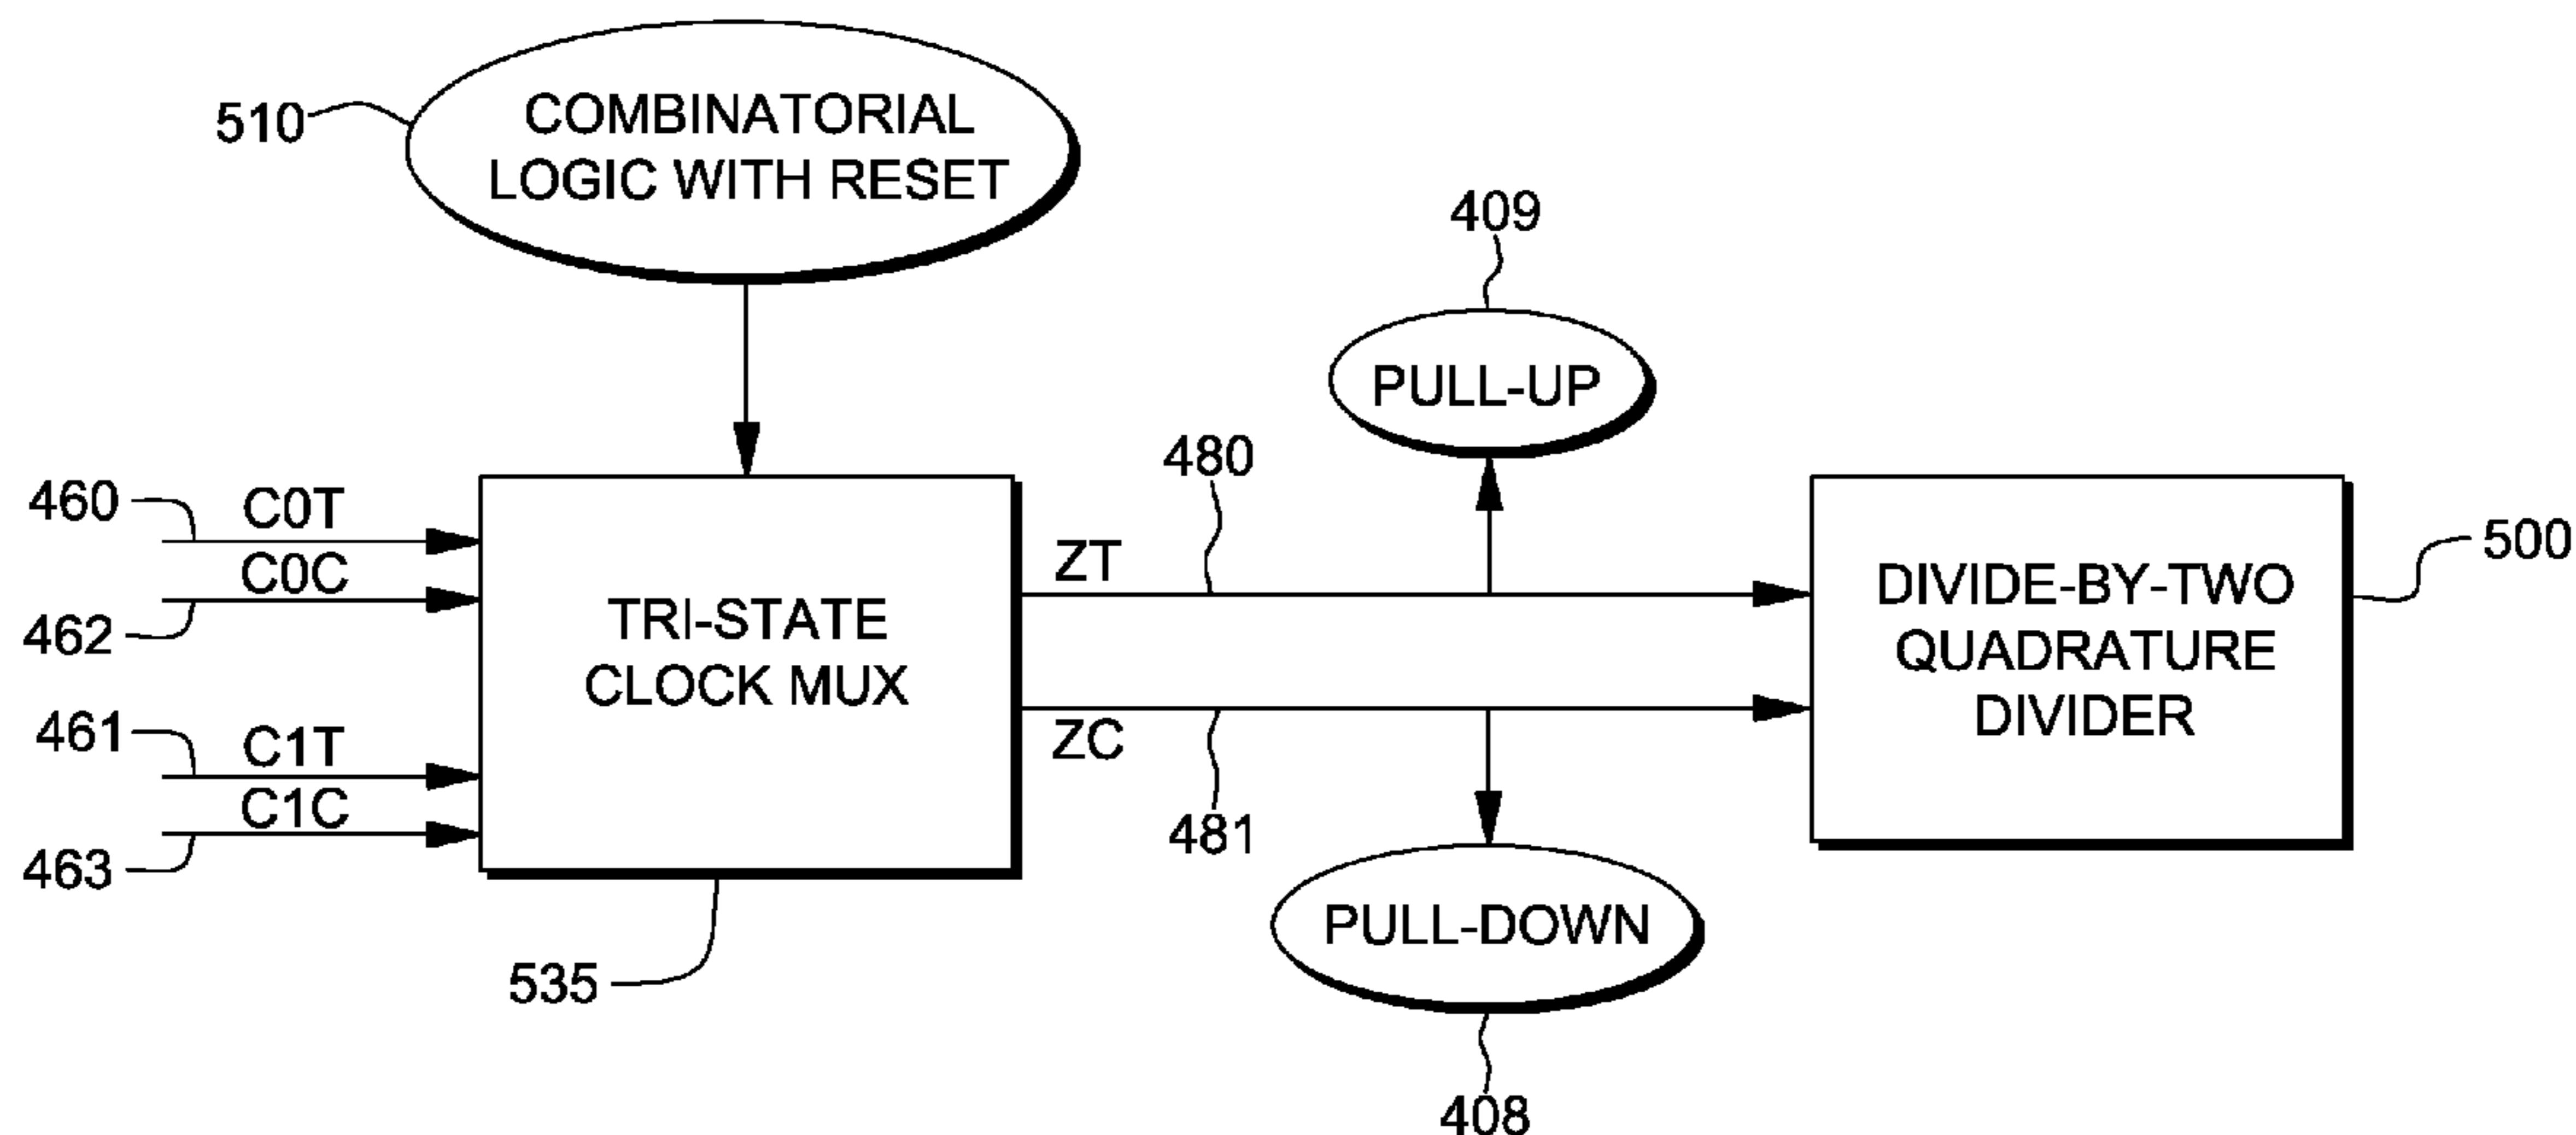 510
COMBINATORIAL
LOGIC WITH RESET
409
PULL-UP
460
C0T
C0C
462
461
C1T
C1C
463
TRI-STATE
CLOCK MUX
535
480
ZT
ZC
481
DIVIDE-BY-TWO
QUADRATURE
DIVIDER
500
PULL-DOWN
408